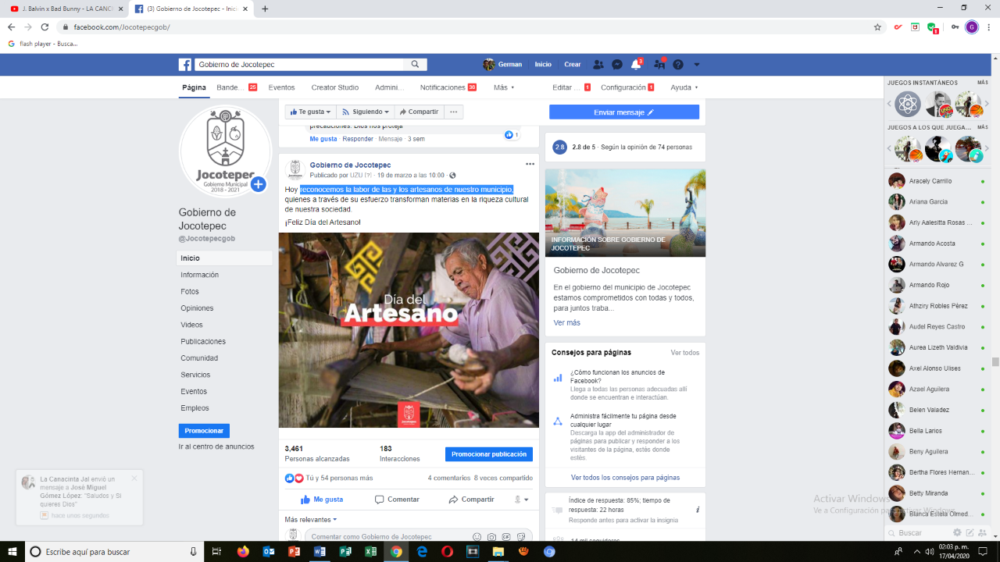 J. Balvin x Bad Bunny - LA CANCI
(3) Gobierno de Jocotepec - Inici
facebook.com/Jocotepecgob/
flash player - Busca...
Gobierno de Jocotepec
German Inicio Crear 3
Página Bande... 25 Eventos Creator Studio Admini... Notificaciones 36 Más Editar ... 1 Configuración 1 Ayuda
Te gusta Siguiendo Compartir ...
Enviar mensaje
precauciones. Dios nos proteja
Me gusta · Responder · Mensaje · 3 sem
1
Jocotepec
Gobierno Municipal
2018 - 2021
Gobierno de
Jocotepec
@Jocotepecgob
Inicio
Información
Fotos
Opiniones
Videos
Publicaciones
Comunidad
Servicios
Eventos
Empleos
Promocionar
Ir al centro de anuncios
Gobierno de Jocotepec
Publicado por UZU [?] · 19 de marzo a las 10:00 ·
Hoy reconocemos la labor de las y los artesanos de nuestro municipio,
quienes a través de su esfuerzo transforman materias en la riqueza cultural
de nuestra sociedad.
¡Feliz Día del Artesano!
Día del
Artesano
Jocotepec
3,461
Personas alcanzadas
183
Interacciones
Promocionar publicación
Tú y 54 personas más
4 comentarios 8 veces compartido
Me gusta Comentar Compartir
Más relevantes
Comentar como Gobierno de Jocotepec
2.8 2.8 de 5 · Según la opinión de 74 personas
INFORMACIÓN SOBRE GOBIERNO DE
JOCOTEPEC
Gobierno de Jocotepec
En el gobierno del municipio de Jocotepec
estamos comprometidos con todas y todos,
para juntos traba...
Ver más
Consejos para páginas Ver todos
¿Cómo funcionan los anuncios de
Facebook?
Llega a todas las personas adecuadas allí
donde se encuentran e interactúan.
Administra fácilmente tu página desde
cualquier lugar
Descarga la app del administrador de
páginas para publicar y responder a los
visitantes de la página, estés donde
estés.
Ver todos los consejos para páginas
Índice de respuesta: 85%; tiempo de
respuesta: 22 horas
Responde antes para activar la insignia
14 mil seguidores
JUEGOS INSTANTÁNEOS MÁS
JUEGOS A LOS QUE JUEGA... MÁS
Aracely Carrillo
Ariana Garcia
Arly Aalesitta Rosas ...
Armando Acosta
Armando Alvarez G
Armando Rojo
Athziry Robles Pérez
Audel Reyes Castro
Aurea Lizeth Valdivia
Axel Alonso Ulises
Azael Aguilera
Belen Valadez
Bella Larios
Beny Aguilera
Bertha Flores Hernan...
Betty Miranda
Blanca Estela Olmed...
Buscar
La Canacinta Jal envió un
mensaje a José Miguel
Gómez López: "Saludos y Si
quieres Dios"
hace unos segundos
Activar Windows
Ve a Configuración para activar Windows.
Escribe aquí para buscar
02:03 p. m.
17/04/2020